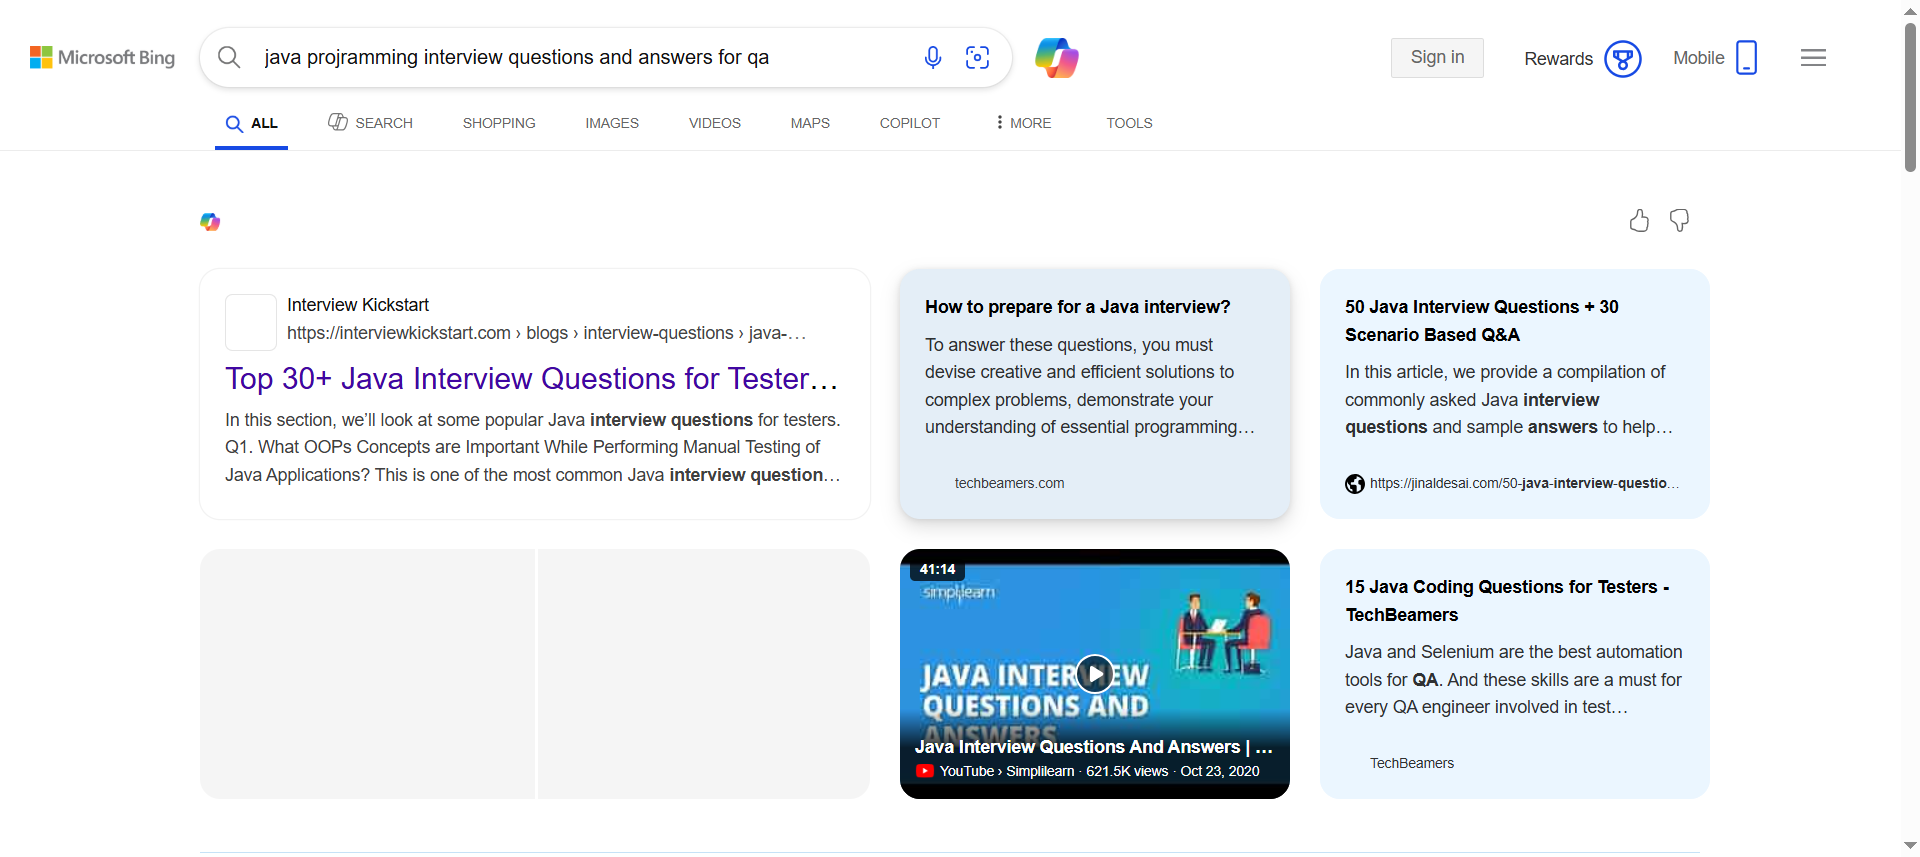 Microsoft Bing
java projramming interview questions and answers for qa
Sign in
Rewards
Mobile
ALL
SEARCH
SHOPPING
IMAGES
VIDEOS
MAPS
COPILOT
MORE
TOOLS
Interview Kickstart
https://interviewkickstart.com › blogs › interview-questions › java-…
Top 30+ Java Interview Questions for Tester…
In this section, we’ll look at some popular Java interview questions for testers.
Q1. What OOPs Concepts are Important While Performing Manual Testing of
Java Applications? This is one of the most common Java interview question…
How to prepare for a Java interview?
To answer these questions, you must
devise creative and efficient solutions to
complex problems, demonstrate your
understanding of essential programming…
techbeamers.com
50 Java Interview Questions + 30
Scenario Based Q&A
In this article, we provide a compilation of
commonly asked Java interview
questions and sample answers to help…
https://jinaldesai.com/50-java-interview-questio…
41:14
simplilearn
JAVA INTERVIEW
QUESTIONS AND
ANSWERS
Java Interview Questions And Answers | …
YouTube › Simplilearn · 621.5K views · Oct 23, 2020
15 Java Coding Questions for Testers -
TechBeamers
Java and Selenium are the best automation
tools for QA. And these skills are a must for
every QA engineer involved in test…
TechBeamers